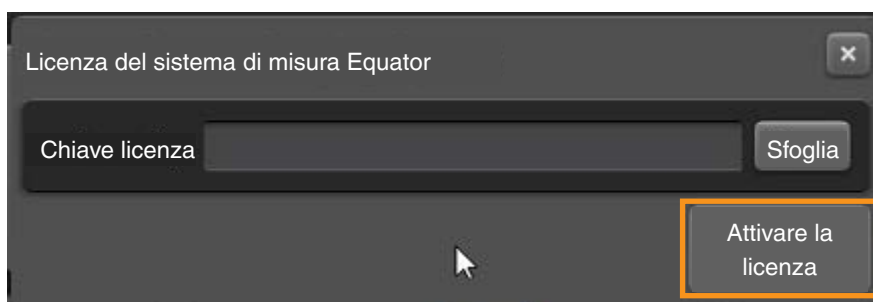 Licenza del sistema di misura Equator
Chiave licenza
Sfoglia
Attivare la
licenza